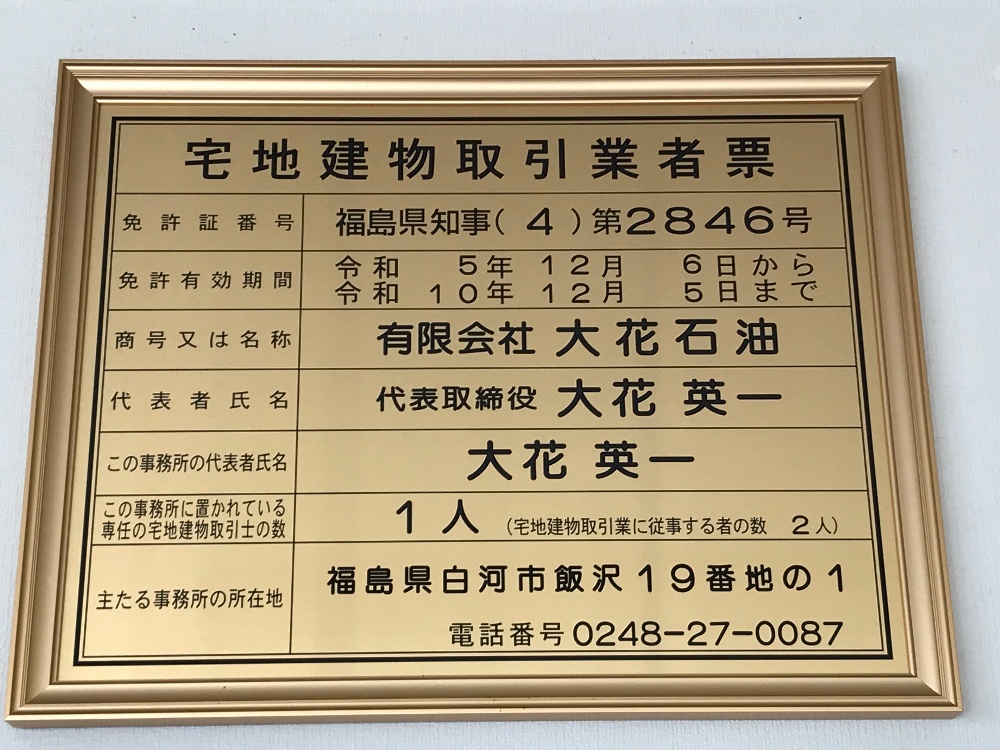 宅地建物取引業者票
免許証番号 福島県知事(4)第2846号
免許有効期間 令和 5年 12月 6日から
令和 10年 12月 5日まで
商号又は名称 有限会社 大花石油
代表者氏名 代表取締役 大花 英一
この事務所の代表者氏名 大花 英一
この事務所に置かれている
専任の宅地建物取引士の数 1人 (宅地建物取引業に従事する者の数 2人)
主たる事務所の所在地 福島県白河市飯沢19番地の1
電話番号 0248-27-0087